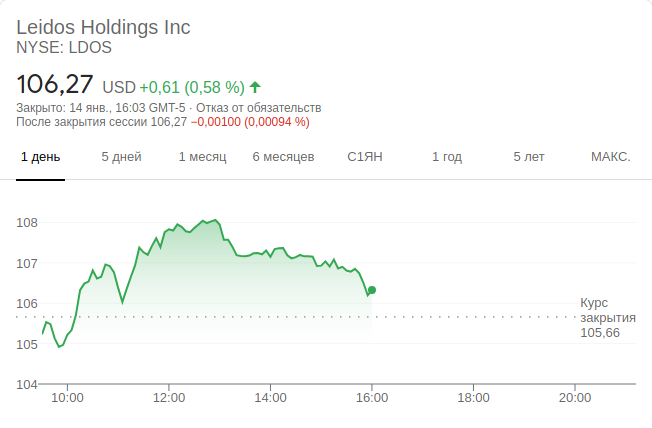 Leidos Holdings Inc
NYSE: LDOS
106,27 USD +0,61 (0,58 %)
Закрыто: 14 янв., 16:03 GMT-5 · Отказ от обязательств
После закрытия сессии 106,27 −0,00100 (0,00094 %)
1 день 5 дней 1 месяц 6 месяцев С1ЯН 1 год 5 лет МАКС.
108
107
106
Курс
закрытия
105,66
105
104
10:00 12:00 14:00 16:00 18:00 20:00